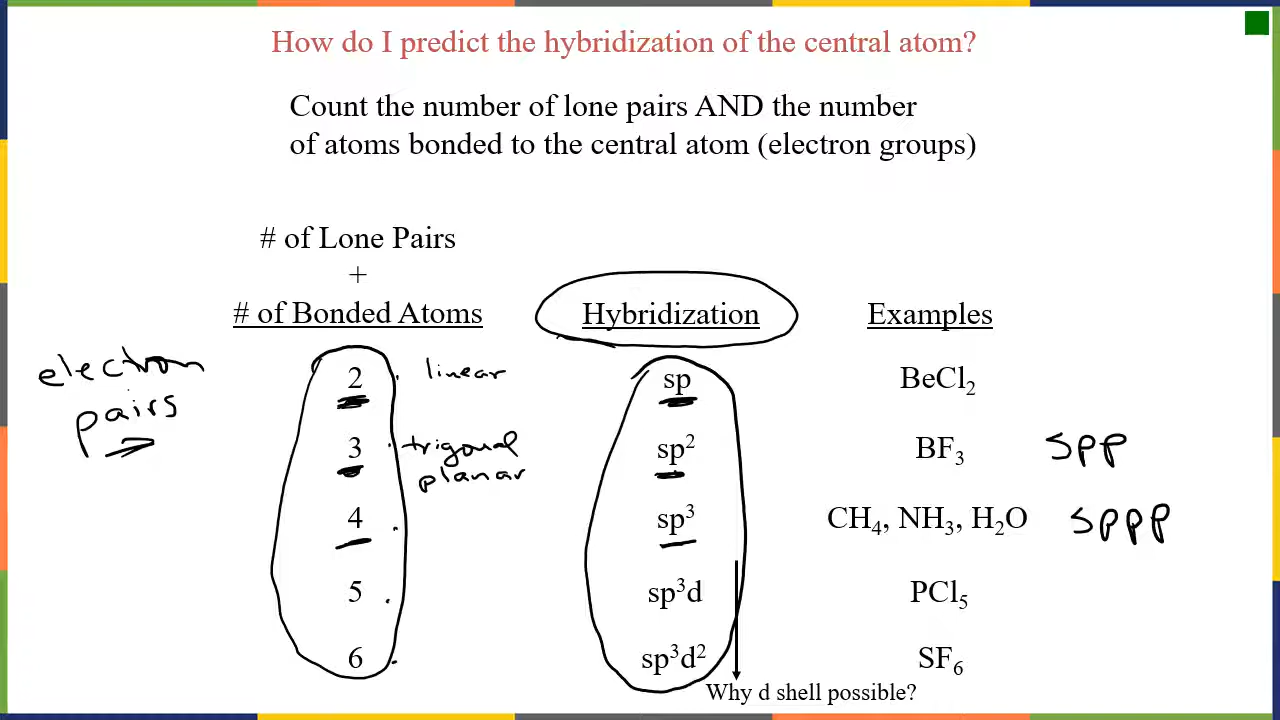 How do I predict the hybridization of the central atom?
Count the number of lone pairs AND the number
of atoms bonded to the central atom (electron groups)
# of Lone Pairs
+
# of Bonded Atoms Hybridization Examples
electron pairs
2 linear sp BeCl₂
3 trigonal planar sp² BF₃ spp
4 sp³ CH₄, NH₃, H₂O sppp
5 sp³d PCl₅
6 sp³d² SF₆
Why d shell possible?